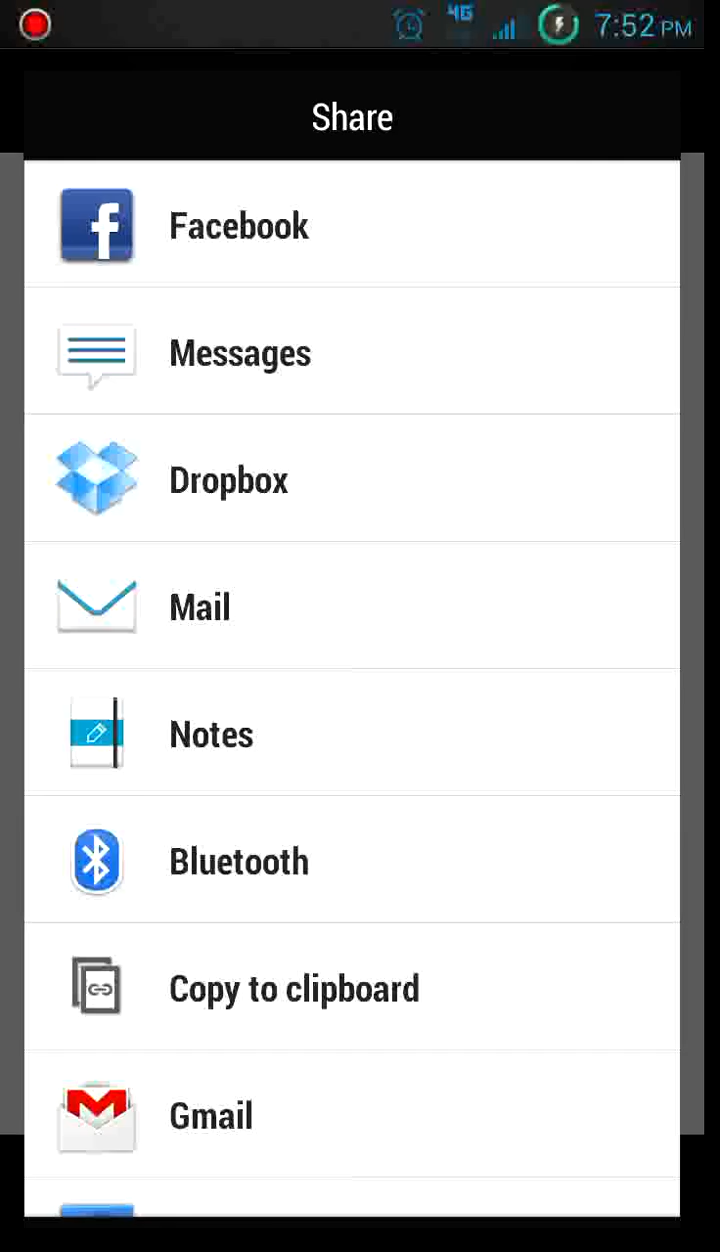 4G 7:52 PM
Share
Facebook
Messages
Dropbox
Mail
Notes
Bluetooth
Copy to clipboard
Gmail